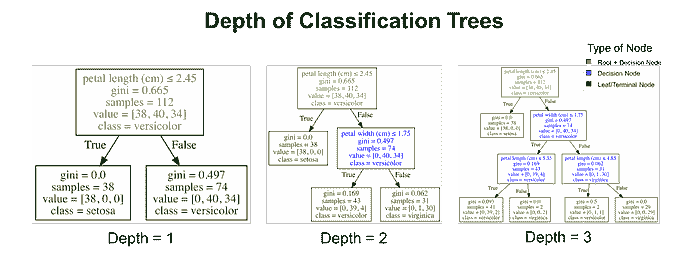 Depth of Classification Trees
Type of Node
Root + Decision Node
Decision Node
Leaf/Terminal Node
petal length (cm) ≤ 2.45
gini = 0.665
samples = 112
value = [38, 40, 34]
class = versicolor
True
False
gini = 0.0
samples = 38
value = [38, 0, 0]
class = setosa
gini = 0.497
samples = 74
value = [0, 40, 34]
class = versicolor
Depth = 1
petal length (cm) ≤ 2.45
gini = 0.665
samples = 112
value = [38, 40, 34]
class = versicolor
True
False
gini = 0.0
samples = 38
value = [38, 0, 0]
class = setosa
petal width (cm) ≤ 1.75
gini = 0.497
samples = 74
value = [0, 40, 34]
class = versicolor
gini = 0.169
samples = 43
value = [0, 39, 4]
class = versicolor
gini = 0.062
samples = 31
value = [0, 1, 30]
class = virginica
Depth = 2
petal length (cm) ≤ 2.45
gini = 0.665
samples = 112
value = [38, 40, 34]
class = versicolor
True
False
gini = 0.0
samples = 38
value = [38, 0, 0]
class = setosa
petal width (cm) ≤ 1.75
gini = 0.497
samples = 74
value = [0, 40, 34]
class = versicolor
gini = 0.169
samples = 43
value = [0, 39, 4]
class = versicolor
petal length (cm) ≤ 4.85
gini = 0.062
samples = 31
value = [0, 1, 30]
class = virginica
True
True
samples = 41
value = [0, 39, 2]
class = versicolor
gini = 0.0
samples = 2
value = [0, 0, 2]
class = virginica
gini = 0.5
samples = 2
value = [0, 1, 1]
class = versicolor
gini = 0.0
samples = 29
value = [0, 0, 29]
class = virginica
Depth = 3